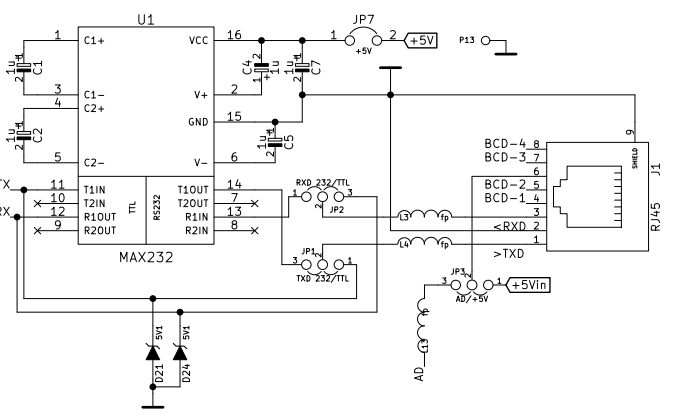 U1
JP7
1 C1+ VCC 16 1 2 +5V P13
+5V
1u C1 C4 1u 1u C7
3 C1- V+ 2
4 C2+
GND 15
1u C2 C5
5 C2- V- 6
9 SHIELD J1
BCD-4 8
BCD-3 7
6
BCD-2 5
BCD-1 4
3
<RXD 2
>TXD 1
RJ45
TX 11 T1IN T1OUT 14
10 T2IN T2OUT 7
RX 12 R1OUT R1IN 13
9 R2OUT R2IN 8
TTL RS232
MAX232
RXD 232/TTL
1 2 3
JP2
L3 fp
L4 fp
JP1
3 2 1
TXD 232/TTL
JP3
3 2 1 +5Vin
AD/+5V
fp
L13
AD
5V1 5V1
D21 D24